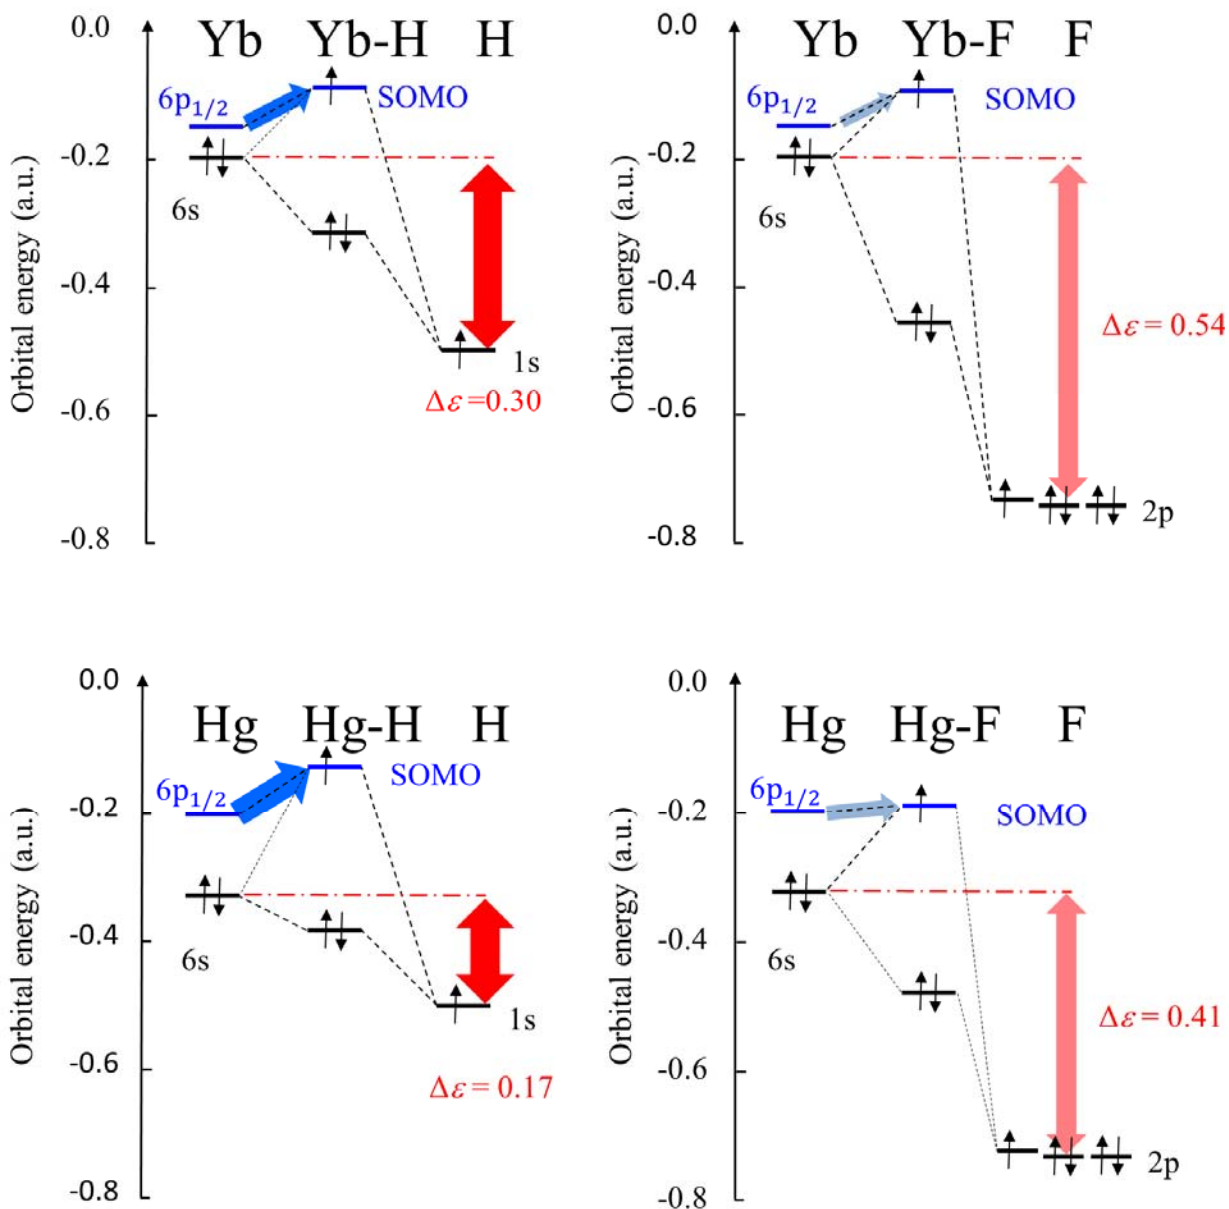 0.0
Yb Yb-H H
6p1/2
SOMO
-0.2
6s
-0.4
1s
Δε=0.30
-0.6
-0.8
Orbital energy (a.u.)
0.0
Yb Yb-F F
6p1/2
SOMO
-0.2
6s
Δε = 0.54
-0.4
-0.6
2p
-0.8
Orbital energy (a.u.)
0.0
Hg Hg-H H
6p1/2
SOMO
-0.2
-0.4
6s
1s
-0.6
Δε = 0.17
-0.8
Orbital energy (a.u.)
0.0
Hg Hg-F F
6p1/2
-0.2
SOMO
-0.4
6s
Δε = 0.41
-0.6
2p
-0.8
Orbital energy (a.u.)